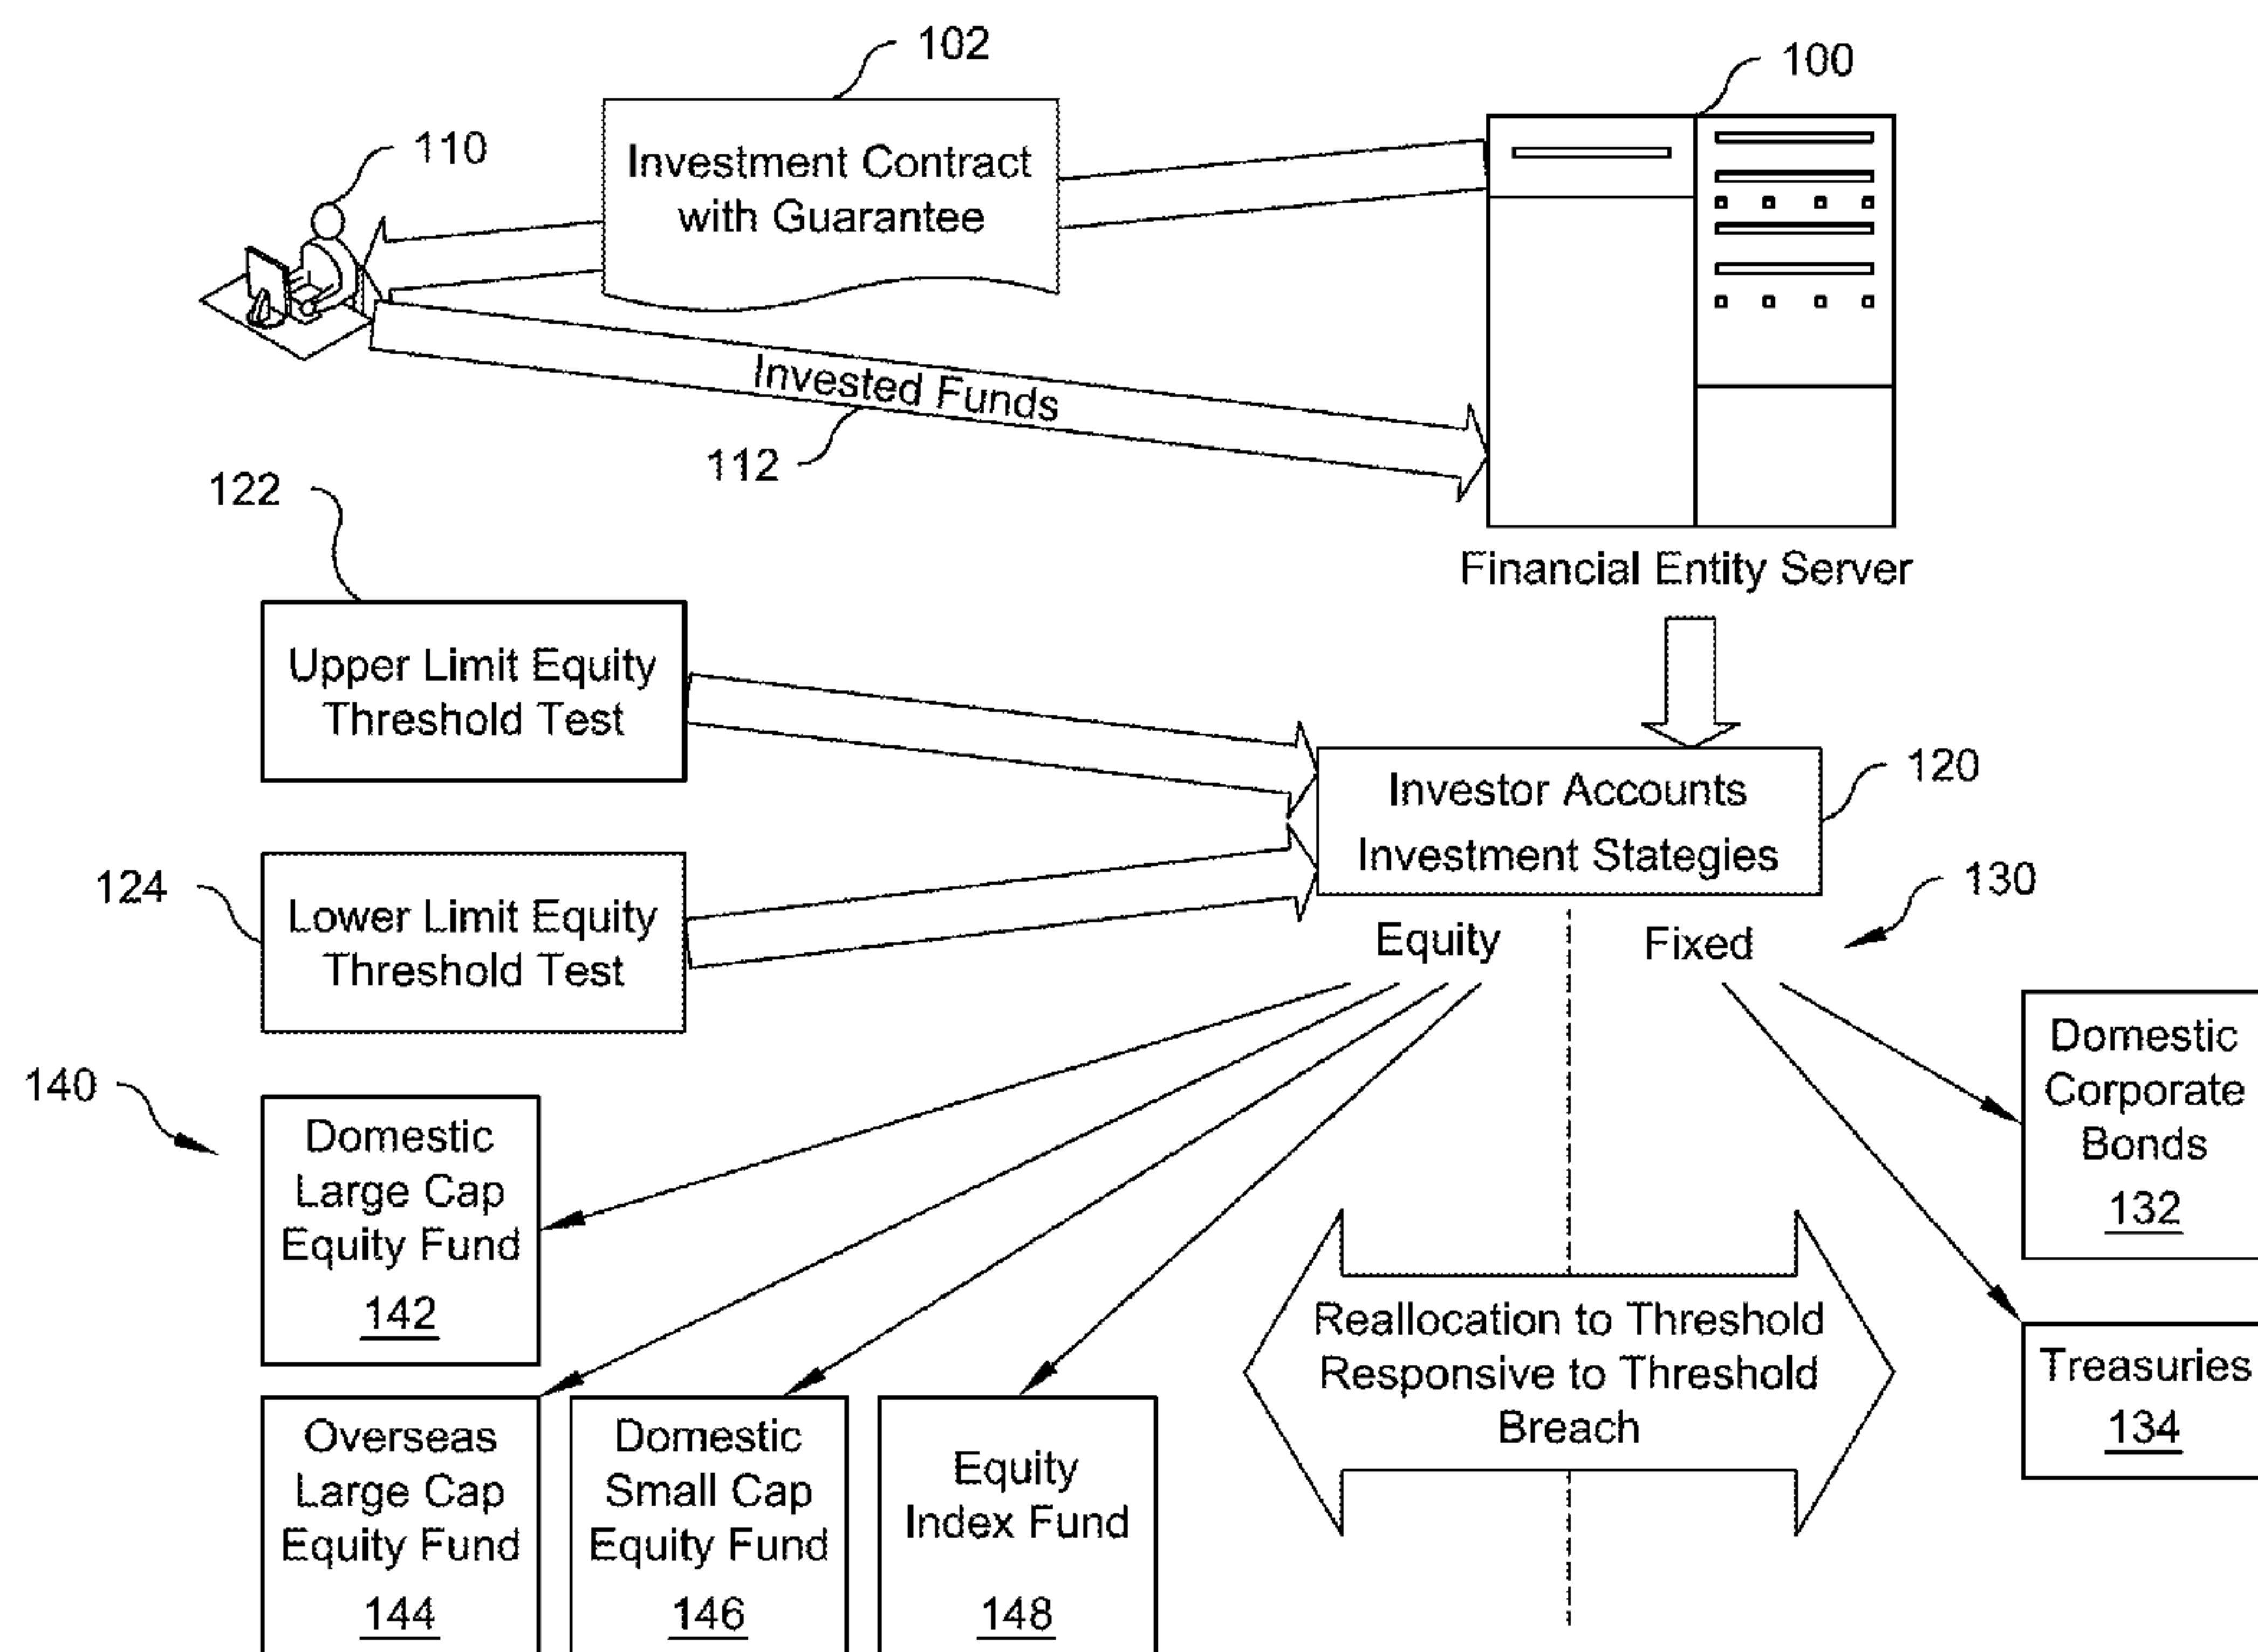 102
100
110
Investment Contract
with Guarantee
Invested Funds
112
122
Financial Entity Server
Upper Limit Equity
Threshold Test
Investor Accounts
Investment Stategies
120
124
Lower Limit Equity
Threshold Test
Equity
Fixed
130
140
Domestic
Large Cap
Equity Fund
142
Domestic
Corporate
Bonds
132
Reallocation to Threshold
Responsive to Threshold
Breach
Treasuries
134
Overseas
Large Cap
Equity Fund
144
Domestic
Small Cap
Equity Fund
146
Equity
Index Fund
148